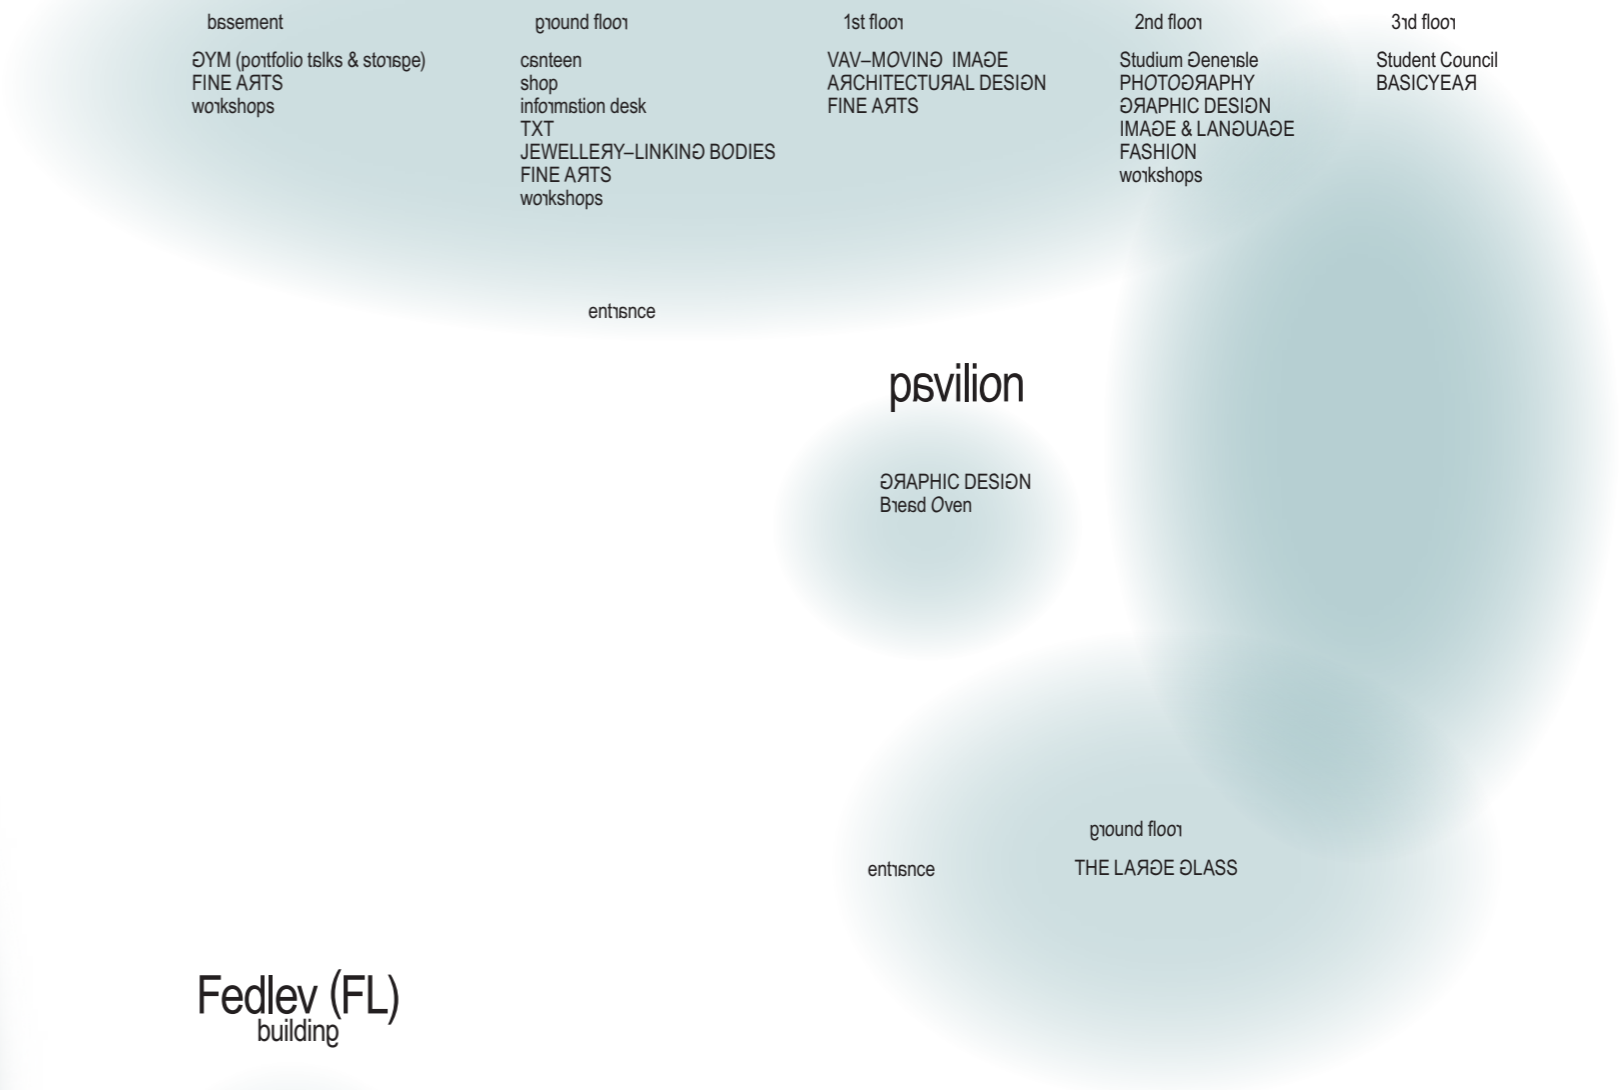 basement
GYM (portfolio talks & storage)
FINE ARTS
workshops
ground floor
canteen
shop
information desk
TXT
JEWELLERY–LINKING BODIES
FINE ARTS
workshops
1st floor
VAV–MOVING IMAGE
ARCHITECTURAL DESIGN
FINE ARTS
2nd floor
Studium Generale
PHOTOGRAPHY
GRAPHIC DESIGN
IMAGE & LANGUAGE
FASHION
workshops
3rd floor
Student Council
BASICYEAR
entrance
pavilion
GRAPHIC DESIGN
Bread Oven
ground floor
entrance
THE LARGE GLASS
Fedlev (FL)
building